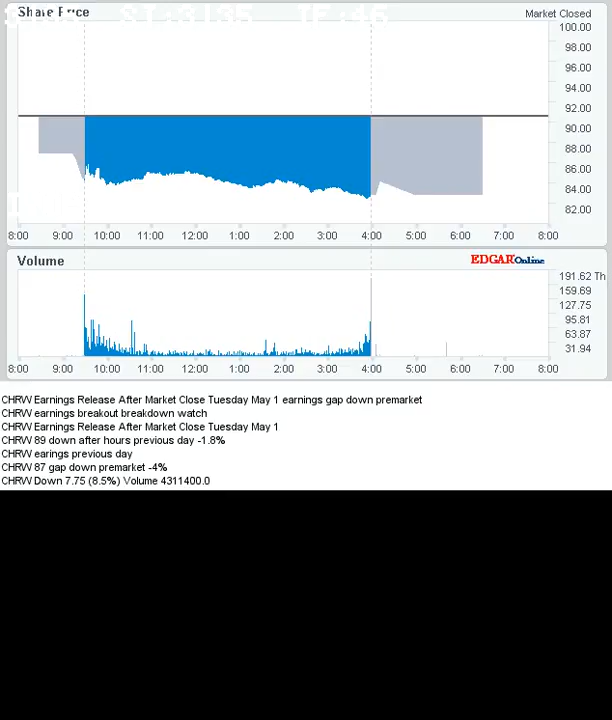 Share Price
Market Closed
100.00
98.00
96.00
94.00
92.00
90.00
88.00
86.00
84.00
82.00
8:00 9:00 10:00 11:00 12:00 1:00 2:00 3:00 4:00 5:00 6:00 7:00 8:00
Volume
EDGAROnline
191.62 Th
159.69
127.75
95.81
63.87
31.94
8:00 9:00 10:00 11:00 12:00 1:00 2:00 3:00 4:00 5:00 6:00 7:00 8:00
CHRW Earnings Release After Market Close Tuesday May 1 earnings gap down premarket
CHRW earnings breakout breakdown watch
CHRW Earnings Release After Market Close Tuesday May 1
CHRW 89 down after hours previous day -1.8%
CHRW earings previous day
CHRW 87 gap down premarket -4%
CHRW Down 7.75 (8.5%) Volume 4311400.0